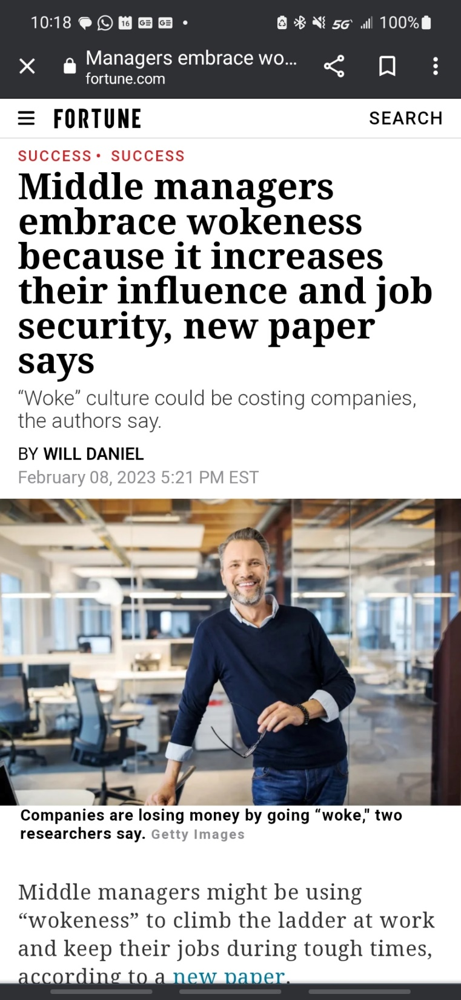 10:18 16 GE GE • 5G 100%
Managers embrace wo...
fortune.com
FORTUNE SEARCH
SUCCESS • SUCCESS
Middle managers
embrace wokeness
because it increases
their influence and job
security, new paper
says
“Woke” culture could be costing companies,
the authors say.
BY WILL DANIEL
February 08, 2023 5:21 PM EST
Companies are losing money by going “woke," two
researchers say. Getty Images
Middle managers might be using
“wokeness” to climb the ladder at work
and keep their jobs during tough times,
according to a new paper.